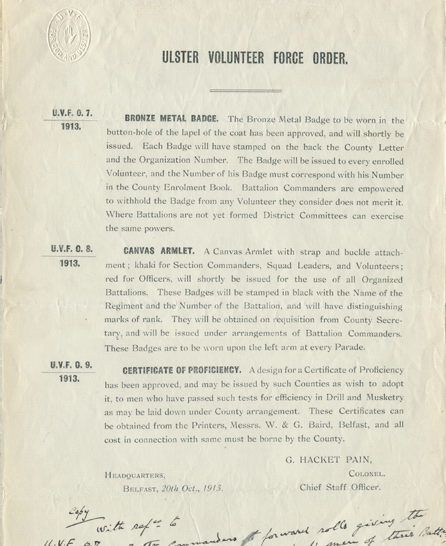 ULSTER VOLUNTEER FORCE ORDER.
U.V.F. O. 7.
1913.
BRONZE METAL BADGE. The Bronze Metal Badge to be worn in the
button-hole of the lapel of the coat has been approved, and will shortly be
issued. Each Badge will have stamped on the back the County Letter
and the Organization Number. The Badge will be issued to every enrolled
Volunteer, and the Number of his Badge must correspond with his Number
in the County Enrolment Book. Battalion Commanders are empowered
to withhold the Badge from any Volunteer they consider does not merit it.
Where Battalions are not yet formed District Committees can exercise
the same powers.
U.V.F. O. 8.
1913.
CANVAS ARMLET. A Canvas Armlet with strap and buckle attach-
ment; khaki for Section Commanders, Squad Leaders, and Volunteers;
red for Officers, will shortly be issued for the use of all Organized
Battalions. These Badges will be stamped in black with the Name of the
Regiment and the Number of the Battalion, and will have distinguishing
marks of rank. They will be obtained on requisition from County Secre-
tary, and will be issued under arrangements of Battalion Commanders.
These Badges are to be worn upon the left arm at every Parade.
U.V.F. O. 9.
1913.
CERTIFICATE OF PROFICIENCY. A design for a Certificate of Proficiency
has been approved, and may be issued by such Counties as wish to adopt
it, to men who have passed such tests for efficiency in Drill and Musketry
as may be laid down under County arrangement. These Certificates can
be obtained from the Printers, Messrs. W. & G. Baird, Belfast, and all
cost in connection with same must be borne by the County.
G. HACKET PAIN,
HEADQUARTERS, COLONEL,
BELFAST, 20th Oct., 1913. Chief Staff Officer.
Copy
With refce to
U.V.F. Commanders forward rolls giving the
men of their